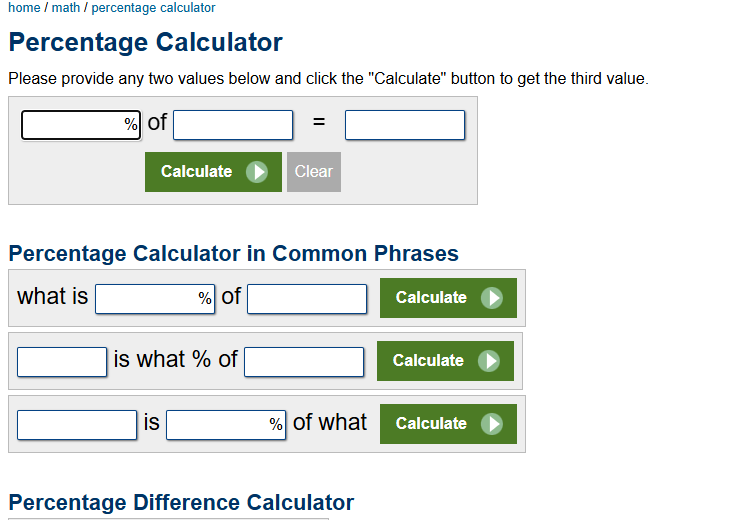 home / math / percentage calculator
Percentage Calculator
Please provide any two values below and click the "Calculate" button to get the third value.
% of =
Calculate Clear
Percentage Calculator in Common Phrases
what is % of Calculate
is what % of Calculate
is % of what Calculate
Percentage Difference Calculator